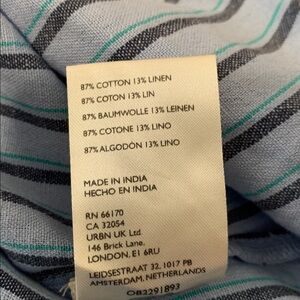 87% COTTON 13% LINEN
87% COTON 13% LIN
87% BAUMWOLLE 13% LEINEN
87% COTONE 13% LINO
87% ALGODÓN 13% LINO
MADE IN INDIA
HECHO EN INDIA
RN 66170
CA 32054
URBN UK Ltd.
146 Brick Lane,
LONDON, E1 6RU
LEIDSESTRAAT 32, 1017 PB
AMSTERDAM, NETHERLANDS
OB2291893